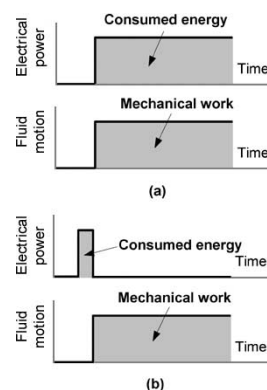 Consumed energy
Electrical
power
Time
Mechanical work
Fluid
motion
Time
(a)
Electrical
power
Consumed energy
Time
Mechanical work
Fluid
motion
Time
(b)